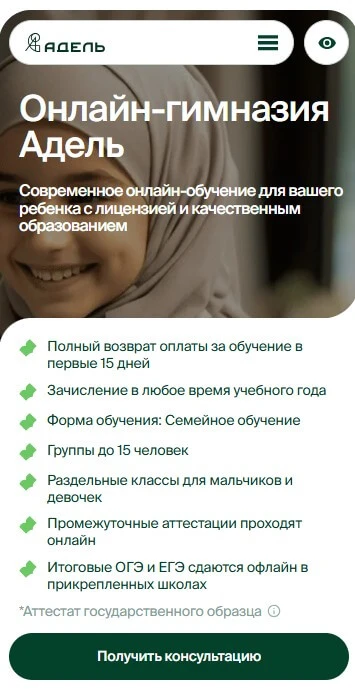 АДЕЛЬ
Онлайн-гимназия
Адель
Современное онлайн-обучение для вашего
ребенка с лицензией и качественным
образованием
Полный возврат оплаты за обучение в
первые 15 дней
Зачисление в любое время учебного года
Форма обучения: Семейное обучение
Группы до 15 человек
Раздельные классы для мальчиков и
девочек
Промежуточные аттестации проходят
онлайн
Итоговые ОГЭ и ЕГЭ сдаются офлайн в
прикрепленных школах
*Аттестат государственного образца
Получить консультацию